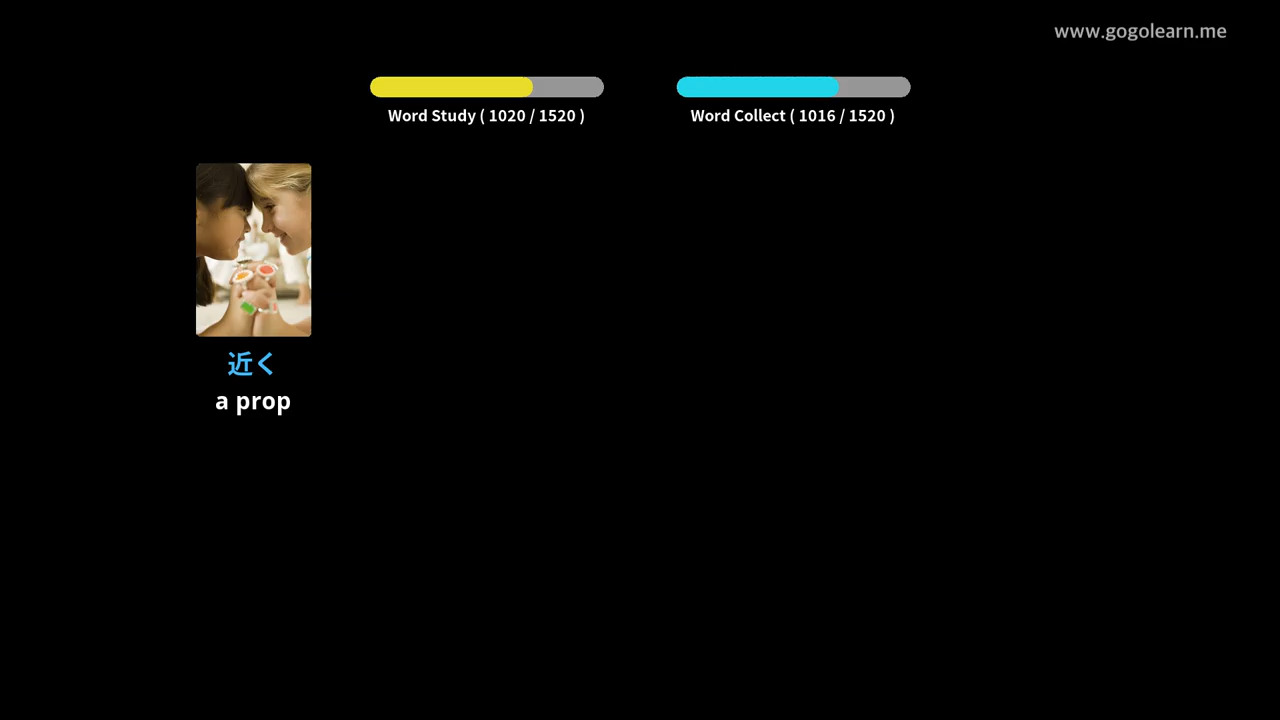 www.gogolearn.me
Word Study ( 1020 / 1520 )
Word Collect ( 1016 / 1520 )
近く
a prop